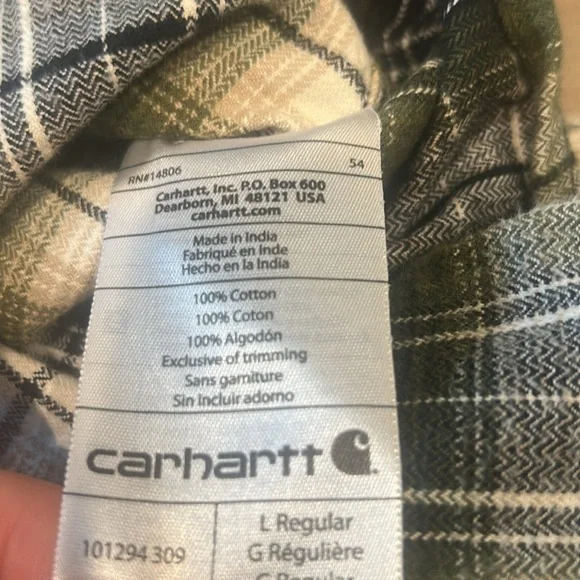 RN#14806 54
Carhartt, Inc. P.O. Box 600
Dearborn, MI 48121 USA
carhartt.com
Made in India
Fabriqué en Inde
Hecho en la India
100% Cotton
100% Coton
100% Algodón
Exclusive of trimming
Sans garniture
Sin Incluir adorno
carhartt
101294 309
L Regular
G Régulière
G Regular